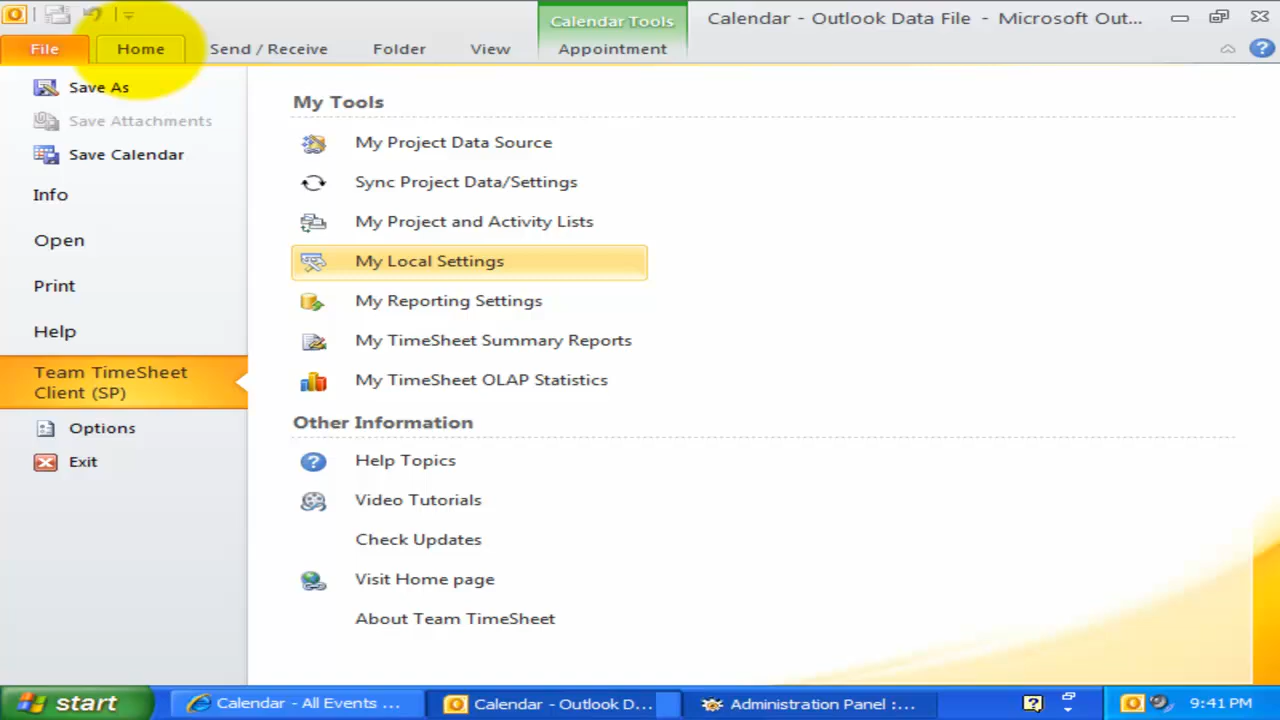 Calendar Tools
Calendar - Outlook Data File - Microsoft Out...
File Home Send / Receive Folder View Appointment
Save As
Save Attachments
Save Calendar
Info
Open
Print
Help
Team TimeSheet
Client (SP)
Options
Exit
My Tools
My Project Data Source
Sync Project Data/Settings
My Project and Activity Lists
My Local Settings
My Reporting Settings
My TimeSheet Summary Reports
My TimeSheet OLAP Statistics
Other Information
Help Topics
Video Tutorials
Check Updates
Visit Home page
About Team TimeSheet
start Calendar - All Events ... Calendar - Outlook D... Administration Panel :... 9:41 PM